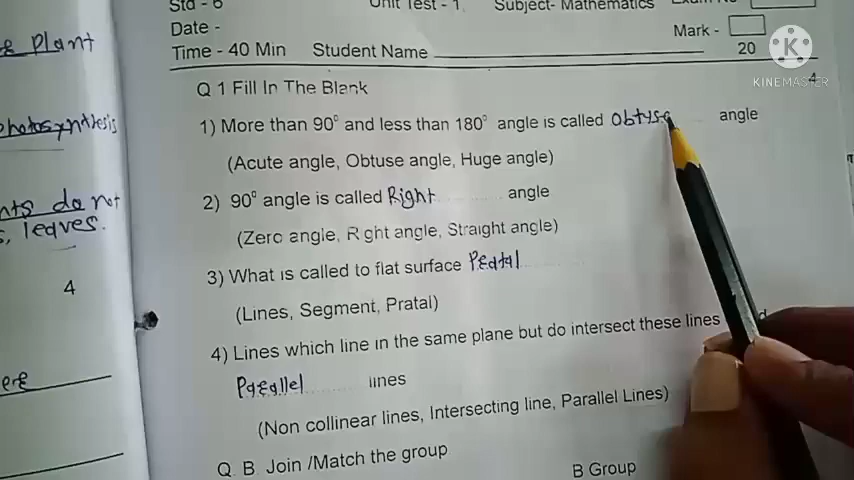 Std - 6 Unit Test - 1 Subject- Mathematics
Date -
Mark -
Time - 40 Min Student Name 20
KINEMASTER
Plant
Q 1 Fill In The Blank 4
photosynthesis
1) More than 90° and less than 180° angle is called Obtuse angle
(Acute angle, Obtuse angle, Huge angle)
do not
2) 90° angle is called Right angle
leaves.
(Zero angle, Right angle, Straight angle)
3) What is called to flat surface Pratal
4
(Lines, Segment, Pratal)
4) Lines which line in the same plane but do intersect these lines
Parallel lines
(Non collinear lines, Intersecting line, Parallel Lines)
Q B Join /Match the group
B Group